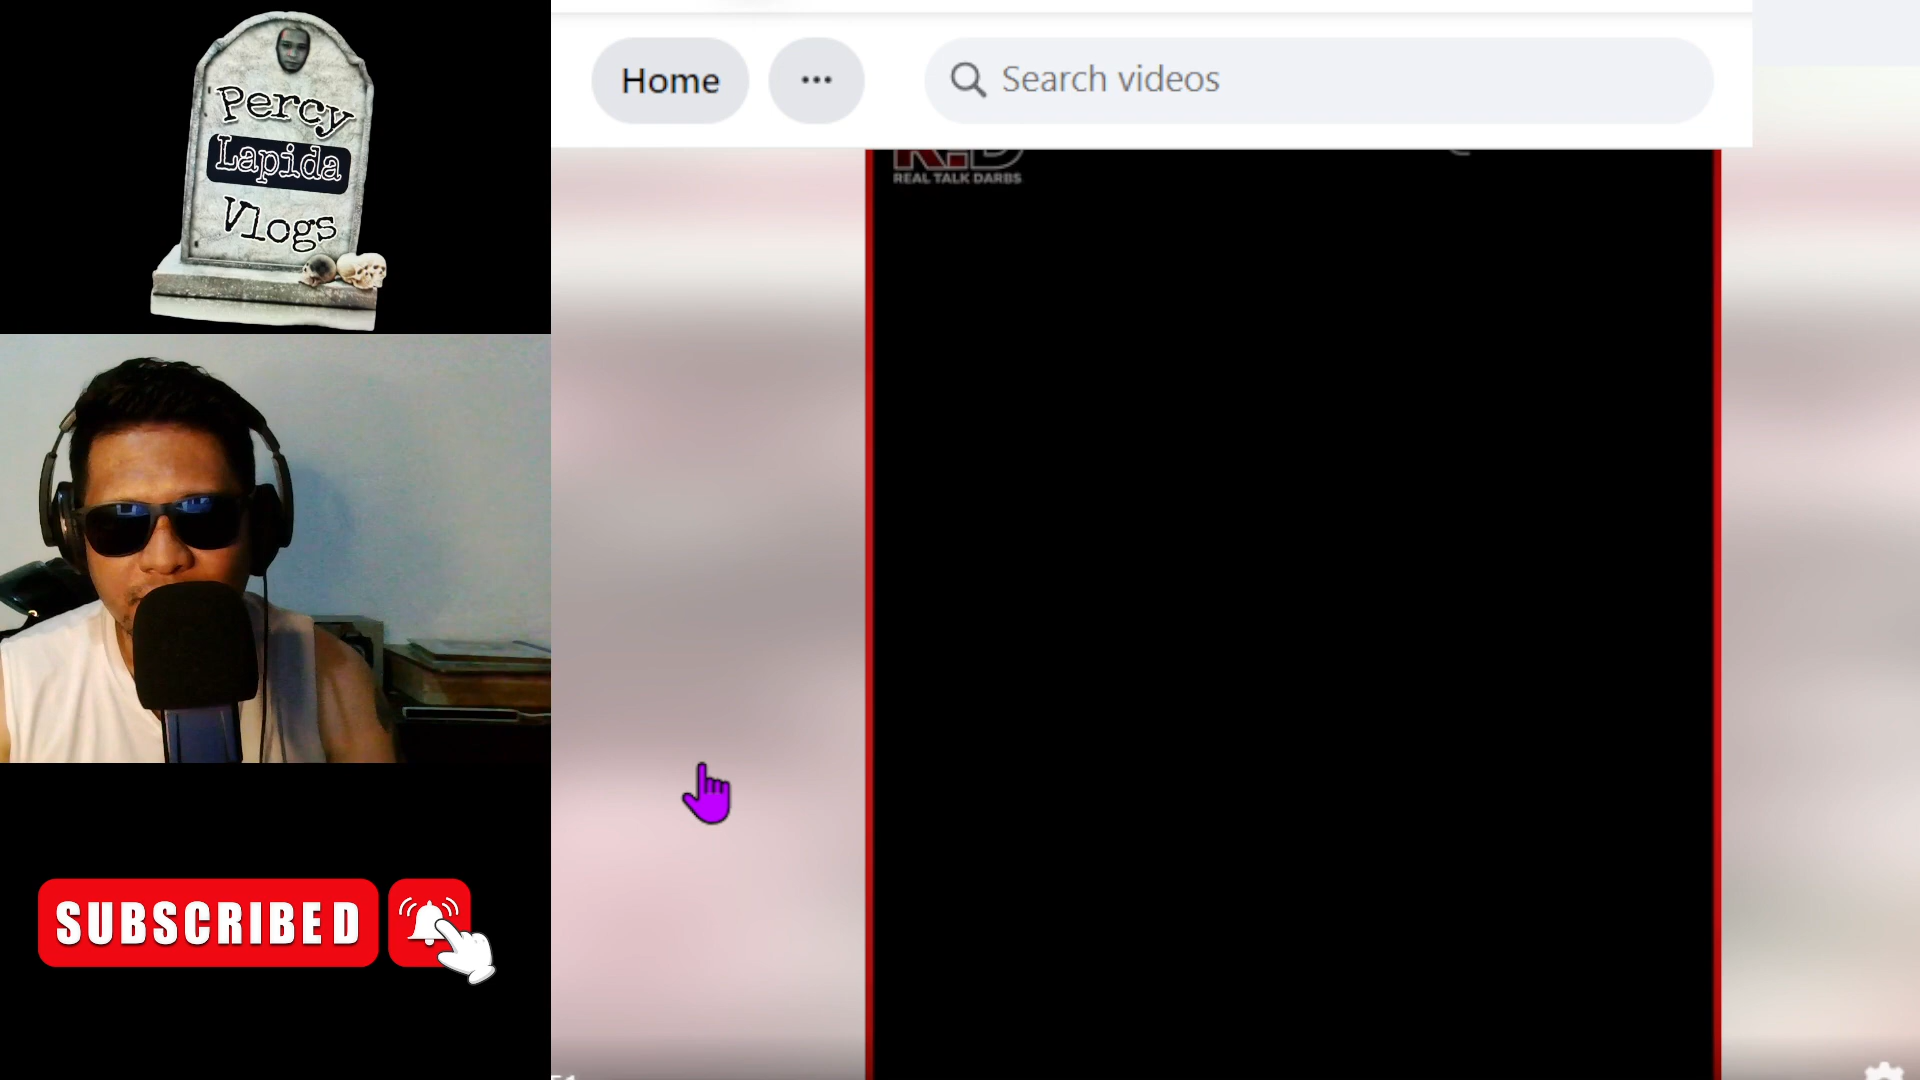 Percy
Lapida
Vlogs
SUBSCRIBED
Home
Search videos
REAL TALK DARBS